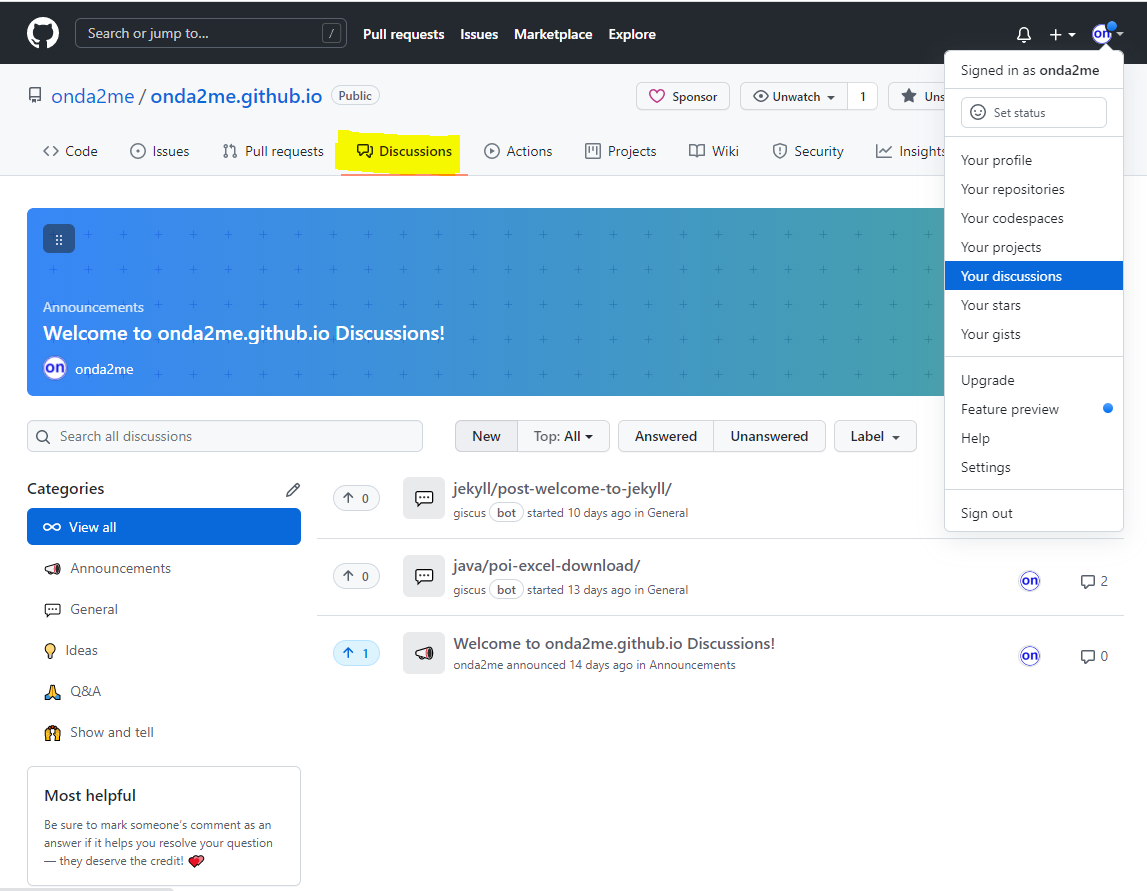 Search or jump to... /
Pull requests Issues Marketplace Explore
on
Signed in as onda2me
Set status
Your profile
Your repositories
Your codespaces
Your projects
Your discussions
Your stars
Your gists
Upgrade
Feature preview
Help
Settings
Sign out
onda2me / onda2me.github.io Public
Sponsor Unwatch 1 Uns
Code Issues Pull requests Discussions Actions Projects Wiki Security Insights
Announcements
Welcome to onda2me.github.io Discussions!
on onda2me
Search all discussions
New Top: All Answered Unanswered Label
Categories
View all
Announcements
General
Ideas
Q&A
Show and tell
Most helpful
Be sure to mark someone's comment as an
answer if it helps you resolve your question
— they deserve the credit!
0 jekyll/post-welcome-to-jekyll/
giscus bot started 10 days ago in General
0 java/poi-excel-download/
giscus bot started 13 days ago in General
on 2
1 Welcome to onda2me.github.io Discussions!
onda2me announced 14 days ago in Announcements
on 0